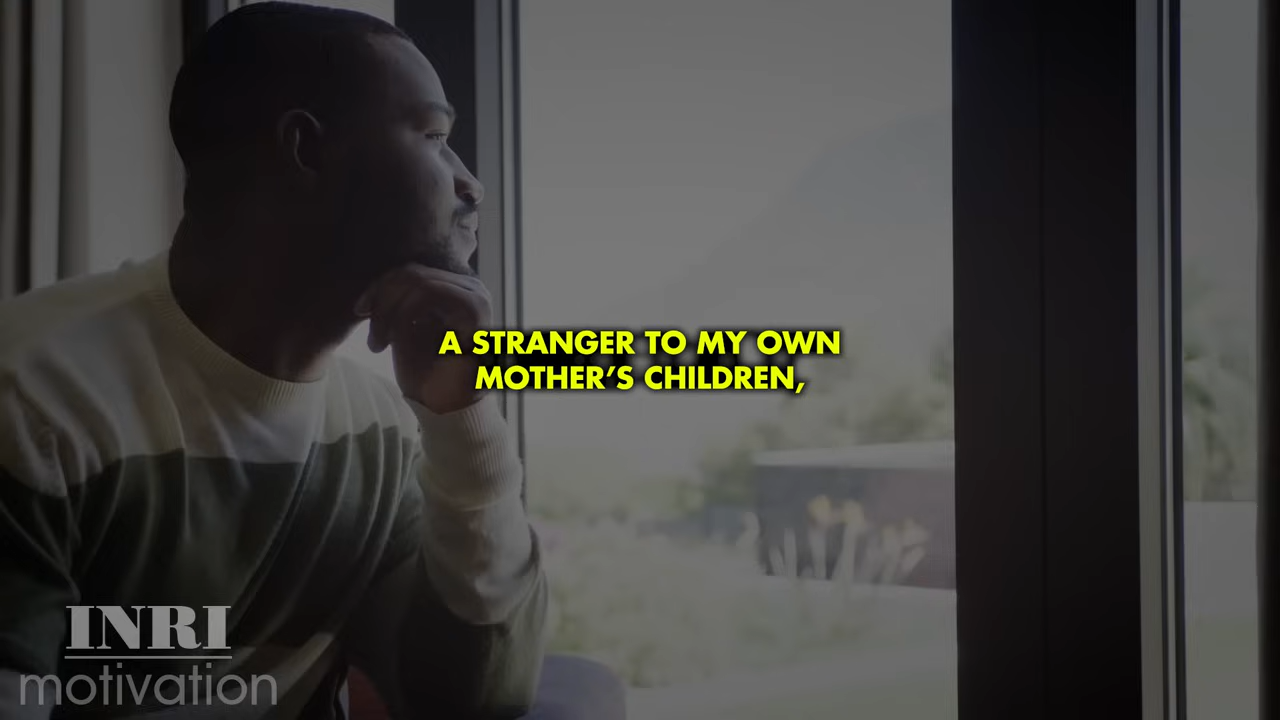 A STRANGER TO MY OWN
MOTHER’S CHILDREN,
INRI
motivation